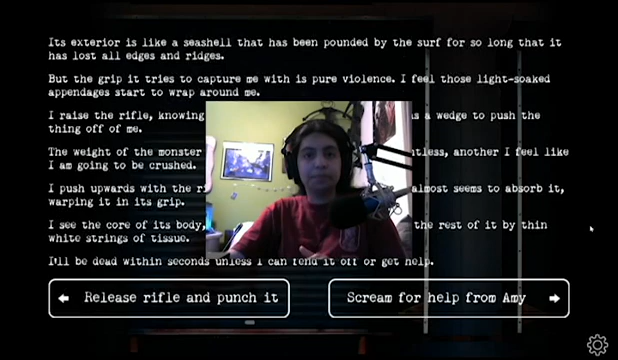 Its exterior is like a seashell that has been pounded by the surf for so long that it
has lost all edges and ridges.
But the grip it tries to capture me with is pure violence. I feel those light-soaked
appendages start to wrap around me.
I raise the rifle, knowing as a wedge to push the
thing off of me.
The weight of the monster another I feel like
I am going to be crushed.
I push upwards with the almost seems to absorb it,
warping it in its grip.
I see the core of its body, the rest of it by thin
white strings of tissue.
I'll be dead within seconds unless I can fend it off or get help.
Release rifle and punch it
Scream for help from Amy